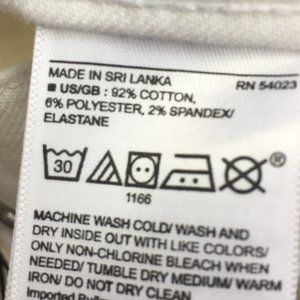 MADE IN SRI LANKA RN 54023
■ US/GB : 92% COTTON,
6% POLYESTER, 2% SPANDEX/
ELASTANE
30 ®
1166
MACHINE WASH COLD/ WASH AND
DRY INSIDE OUT WITH LIKE COLORS/
ONLY NON-CHLORINE BLEACH WHEN
NEEDED/ TUMBLE DRY MEDIUM/ WARM
IRON/ DO NOT DRY CLEAN
Imported